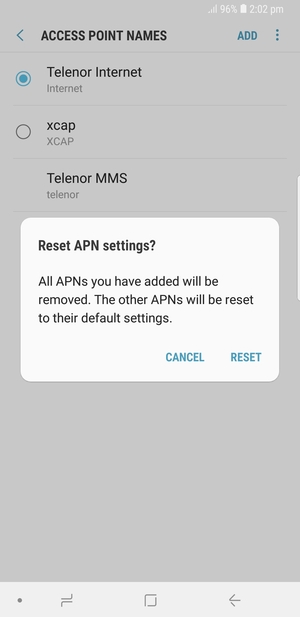 96% 2:02 pm
ACCESS POINT NAMES ADD
Telenor Internet
Internet
xcap
XCAP
Telenor MMS
telenor
Reset APN settings?
All APNs you have added will be
removed. The other APNs will be reset
to their default settings.
CANCEL RESET